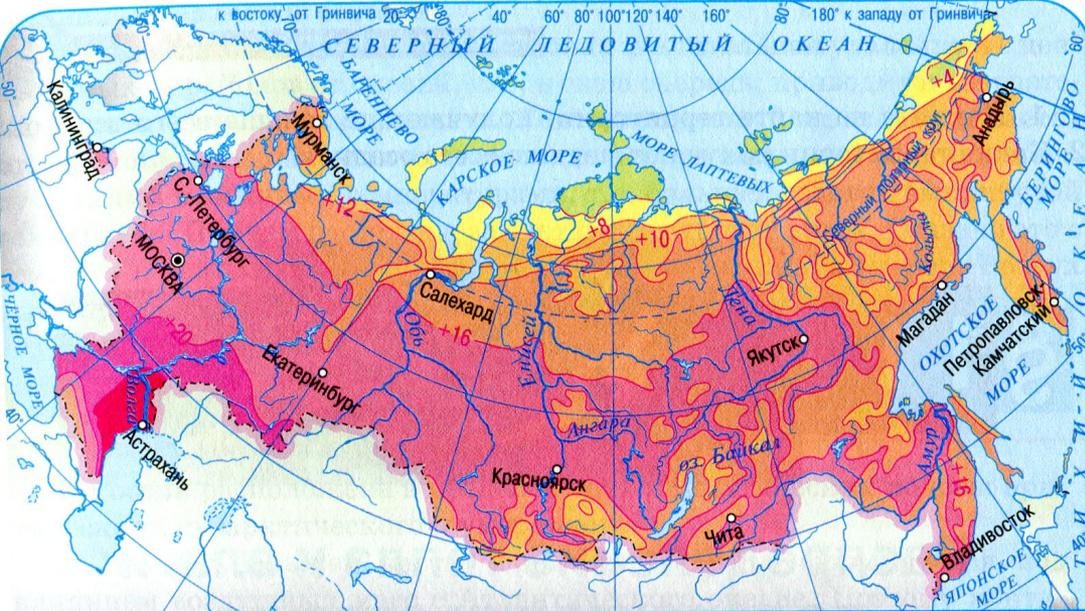 к востоку от Гринвича
20°
40°
60°
80°
100°
120°
140°
160°
180°
к западу от Гринвича
СЕВЕРНЫЙ ЛЕДОВИТЫЙ ОКЕАН
60°
+4
Анадырь
БЕРИНГОВО
МОРЕ
БАРЕНЦЕВО
МОРЕ
Мурманск
Калининград
КАРСКОЕ МОРЕ
МОРЕ ЛАПТЕВЫХ
Северный полярный круг
С.-Петербург
+12
+8
+10
Колыма
МОСКВА
Салехард
Обь
+16
Енисей
Лена
Якутск
Магадан
ОХОТСКОЕ
МОРЕ
Петропавловск-
Камчатский
ЧЁРНОЕ МОРЕ
+20
Екатеринбург
Волга
Астрахань
40°
Ангара
оз. Байкал
Красноярск
Чита
Амур
+16
Владивосток
ЯПОНСКОЕ
МОРЕ